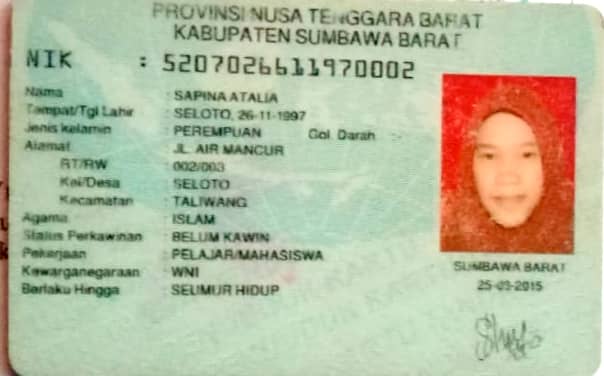 PROVINSI NUSA TENGGARA BARAT
KABUPATEN SUMBAWA BARAT
NIK : 5207026611970002
Nama : SAPINA ATALIA
Tempat/Tgl Lahir : SELOTO, 26-11-1997
Jenis kelamin : PEREMPUAN Gol. Darah : -
Alamat : JL. AIR MANCUR
RT/RW : 002/003
Kel/Desa : SELOTO
Kecamatan : TALIWANG
Agama : ISLAM
Status Perkawinan : BELUM KAWIN
Pekerjaan : PELAJAR/MAHASISWA
Kewarganegaraan : WNI
Berlaku Hingga : SEUMUR HIDUP
SUMBAWA BARAT
25-03-2015